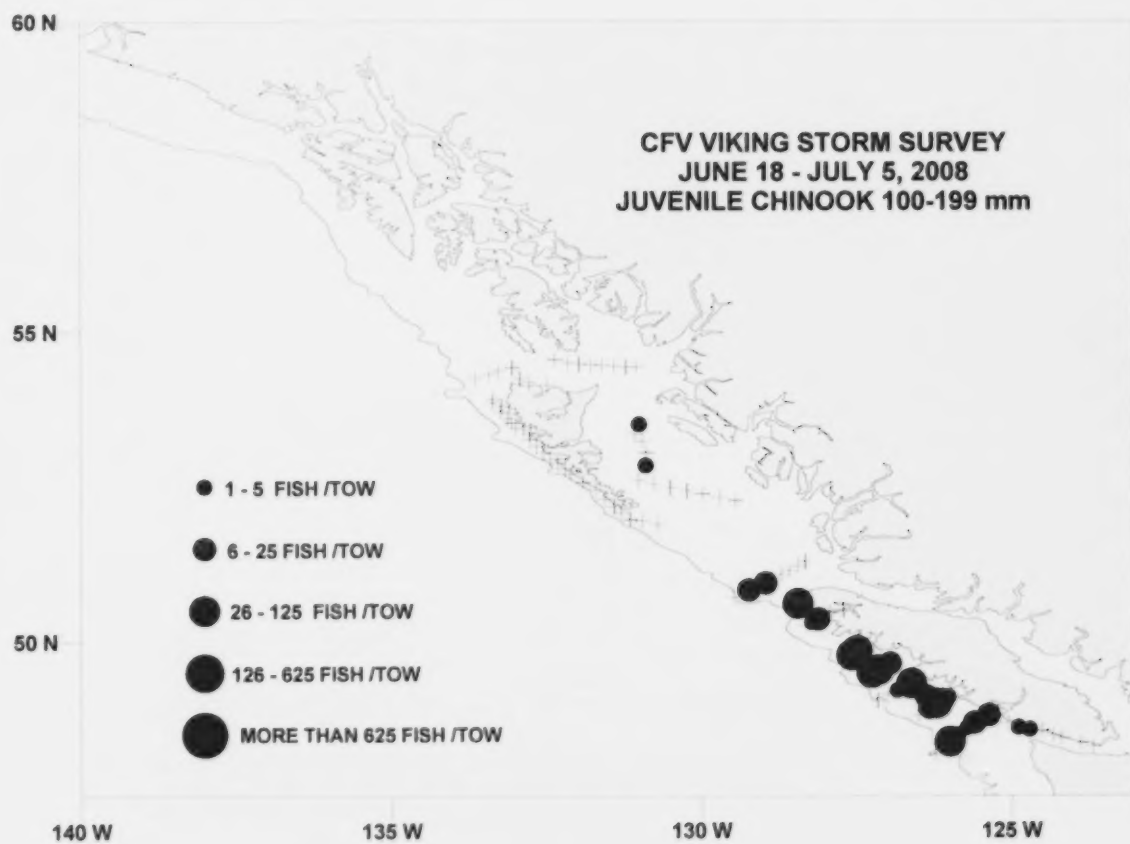 60 N
CFV VIKING STORM SURVEY
JUNE 18 - JULY 5, 2008
JUVENILE CHINOOK 100-199 mm
55 N
1 - 5 FISH /TOW
6 - 25 FISH /TOW
50 N
26 - 125 FISH /TOW
126 - 625 FISH /TOW
MORE THAN 625 FISH /TOW
140 W
135 W
130 W
125 W